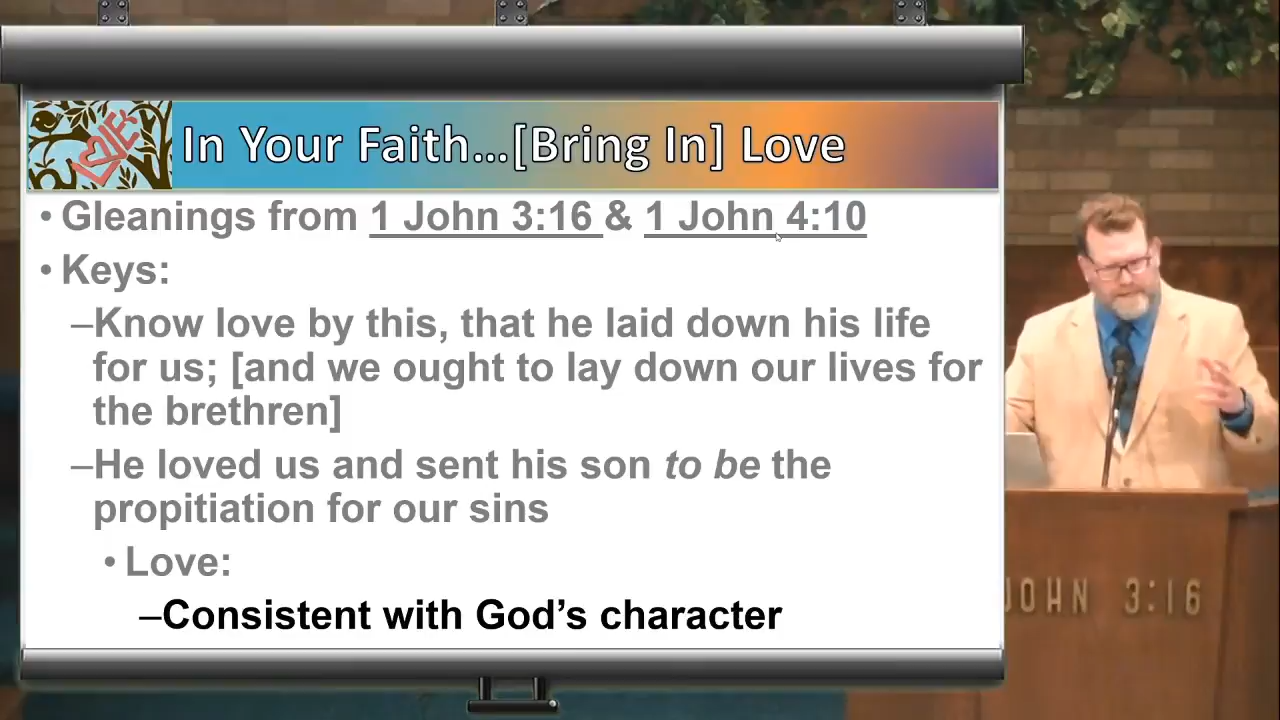 LOVE
In Your Faith...[Bring In] Love
• Gleanings from 1 John 3:16 & 1 John 4:10
• Keys:
–Know love by this, that he laid down his life
for us; [and we ought to lay down our lives for
the brethren]
–He loved us and sent his son to be the
propitiation for our sins
• Love:
–Consistent with God’s character
JOHN 3:16